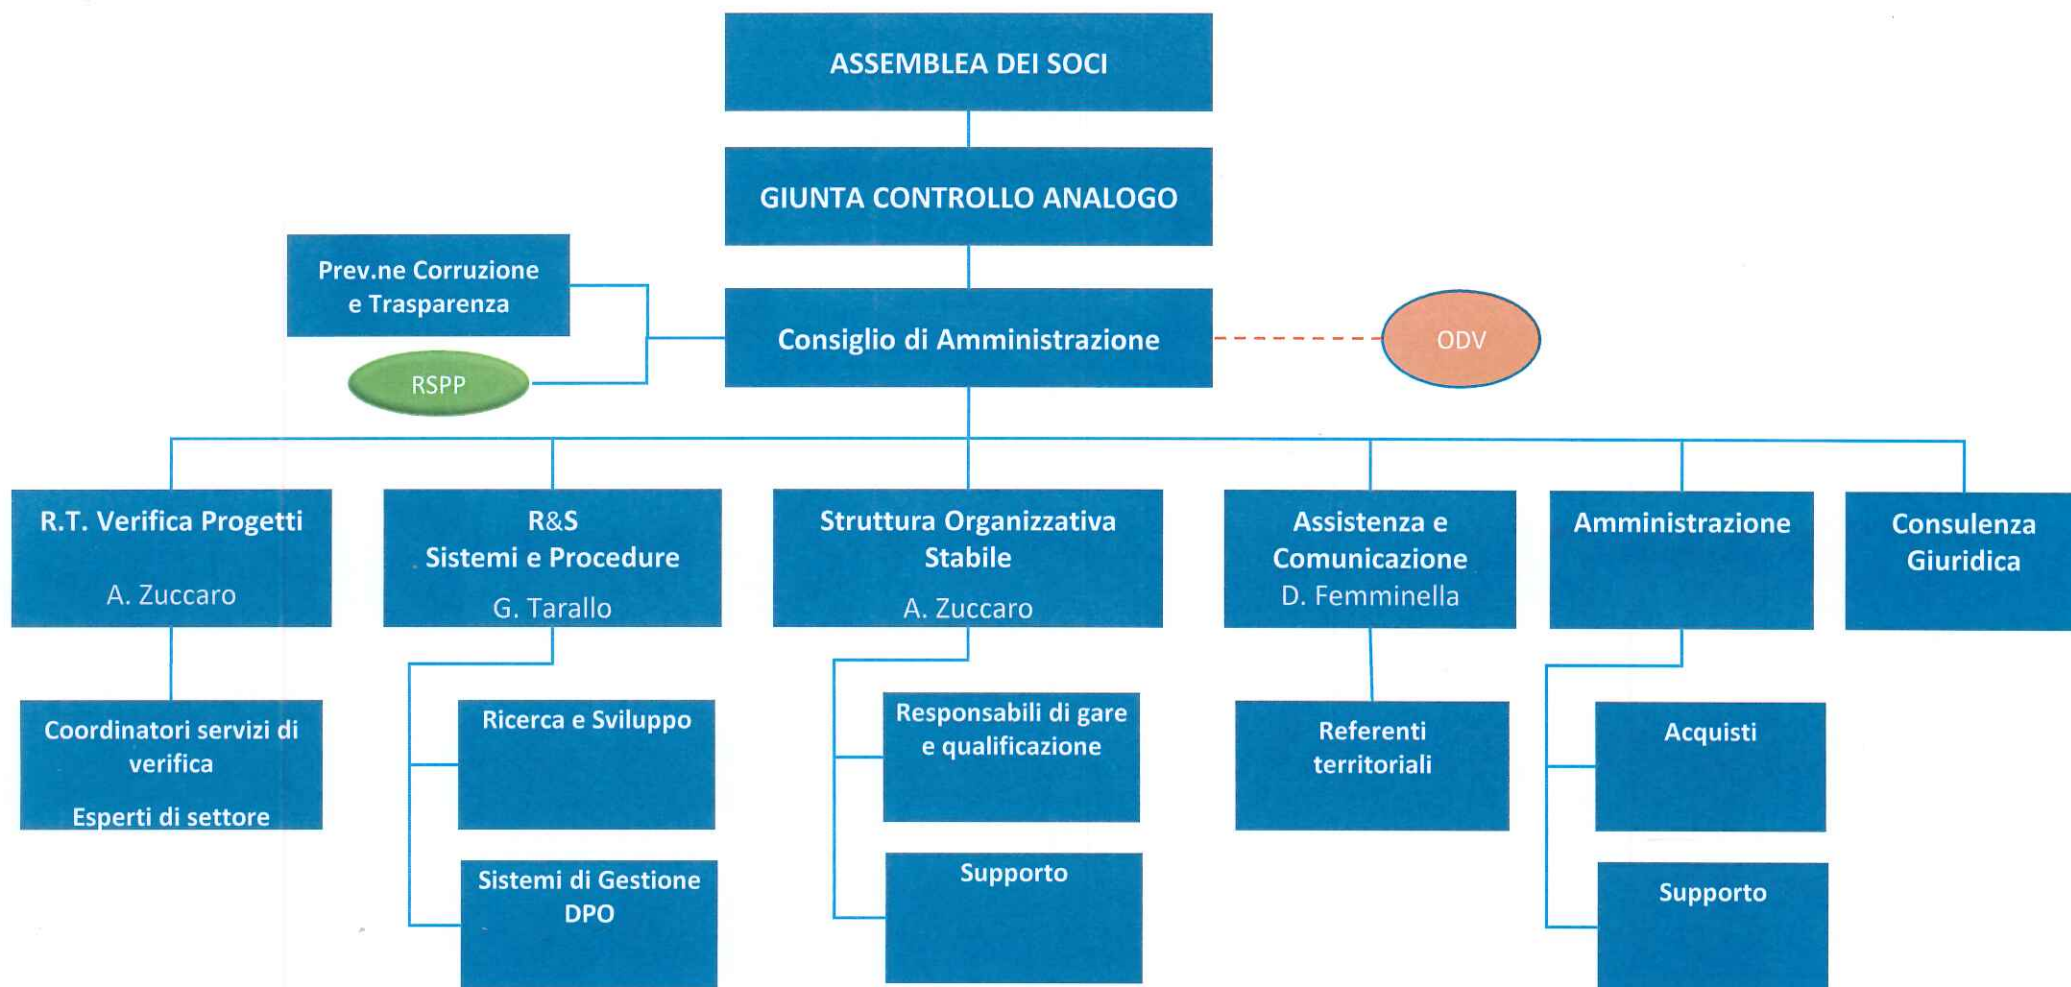 ASSEMBLEA DEI SOCI
GIUNTA CONTROLLO ANALOGO
Prev.ne Corruzione
e Trasparenza
Consiglio di Amministrazione
ODV
RSPP
R.T. Verifica Progetti
A. Zuccaro
R&S
Sistemi e Procedure
G. Tarallo
Struttura Organizzativa
Stabile
A. Zuccaro
Assistenza e
Comunicazione
D. Femminella
Amministrazione
Consulenza
Giuridica
Coordinatori servizi di
verifica
Esperti di settore
Ricerca e Sviluppo
Responsabili di gare
e qualificazione
Referenti
territoriali
Acquisti
Sistemi di Gestione
DPO
Supporto
Supporto